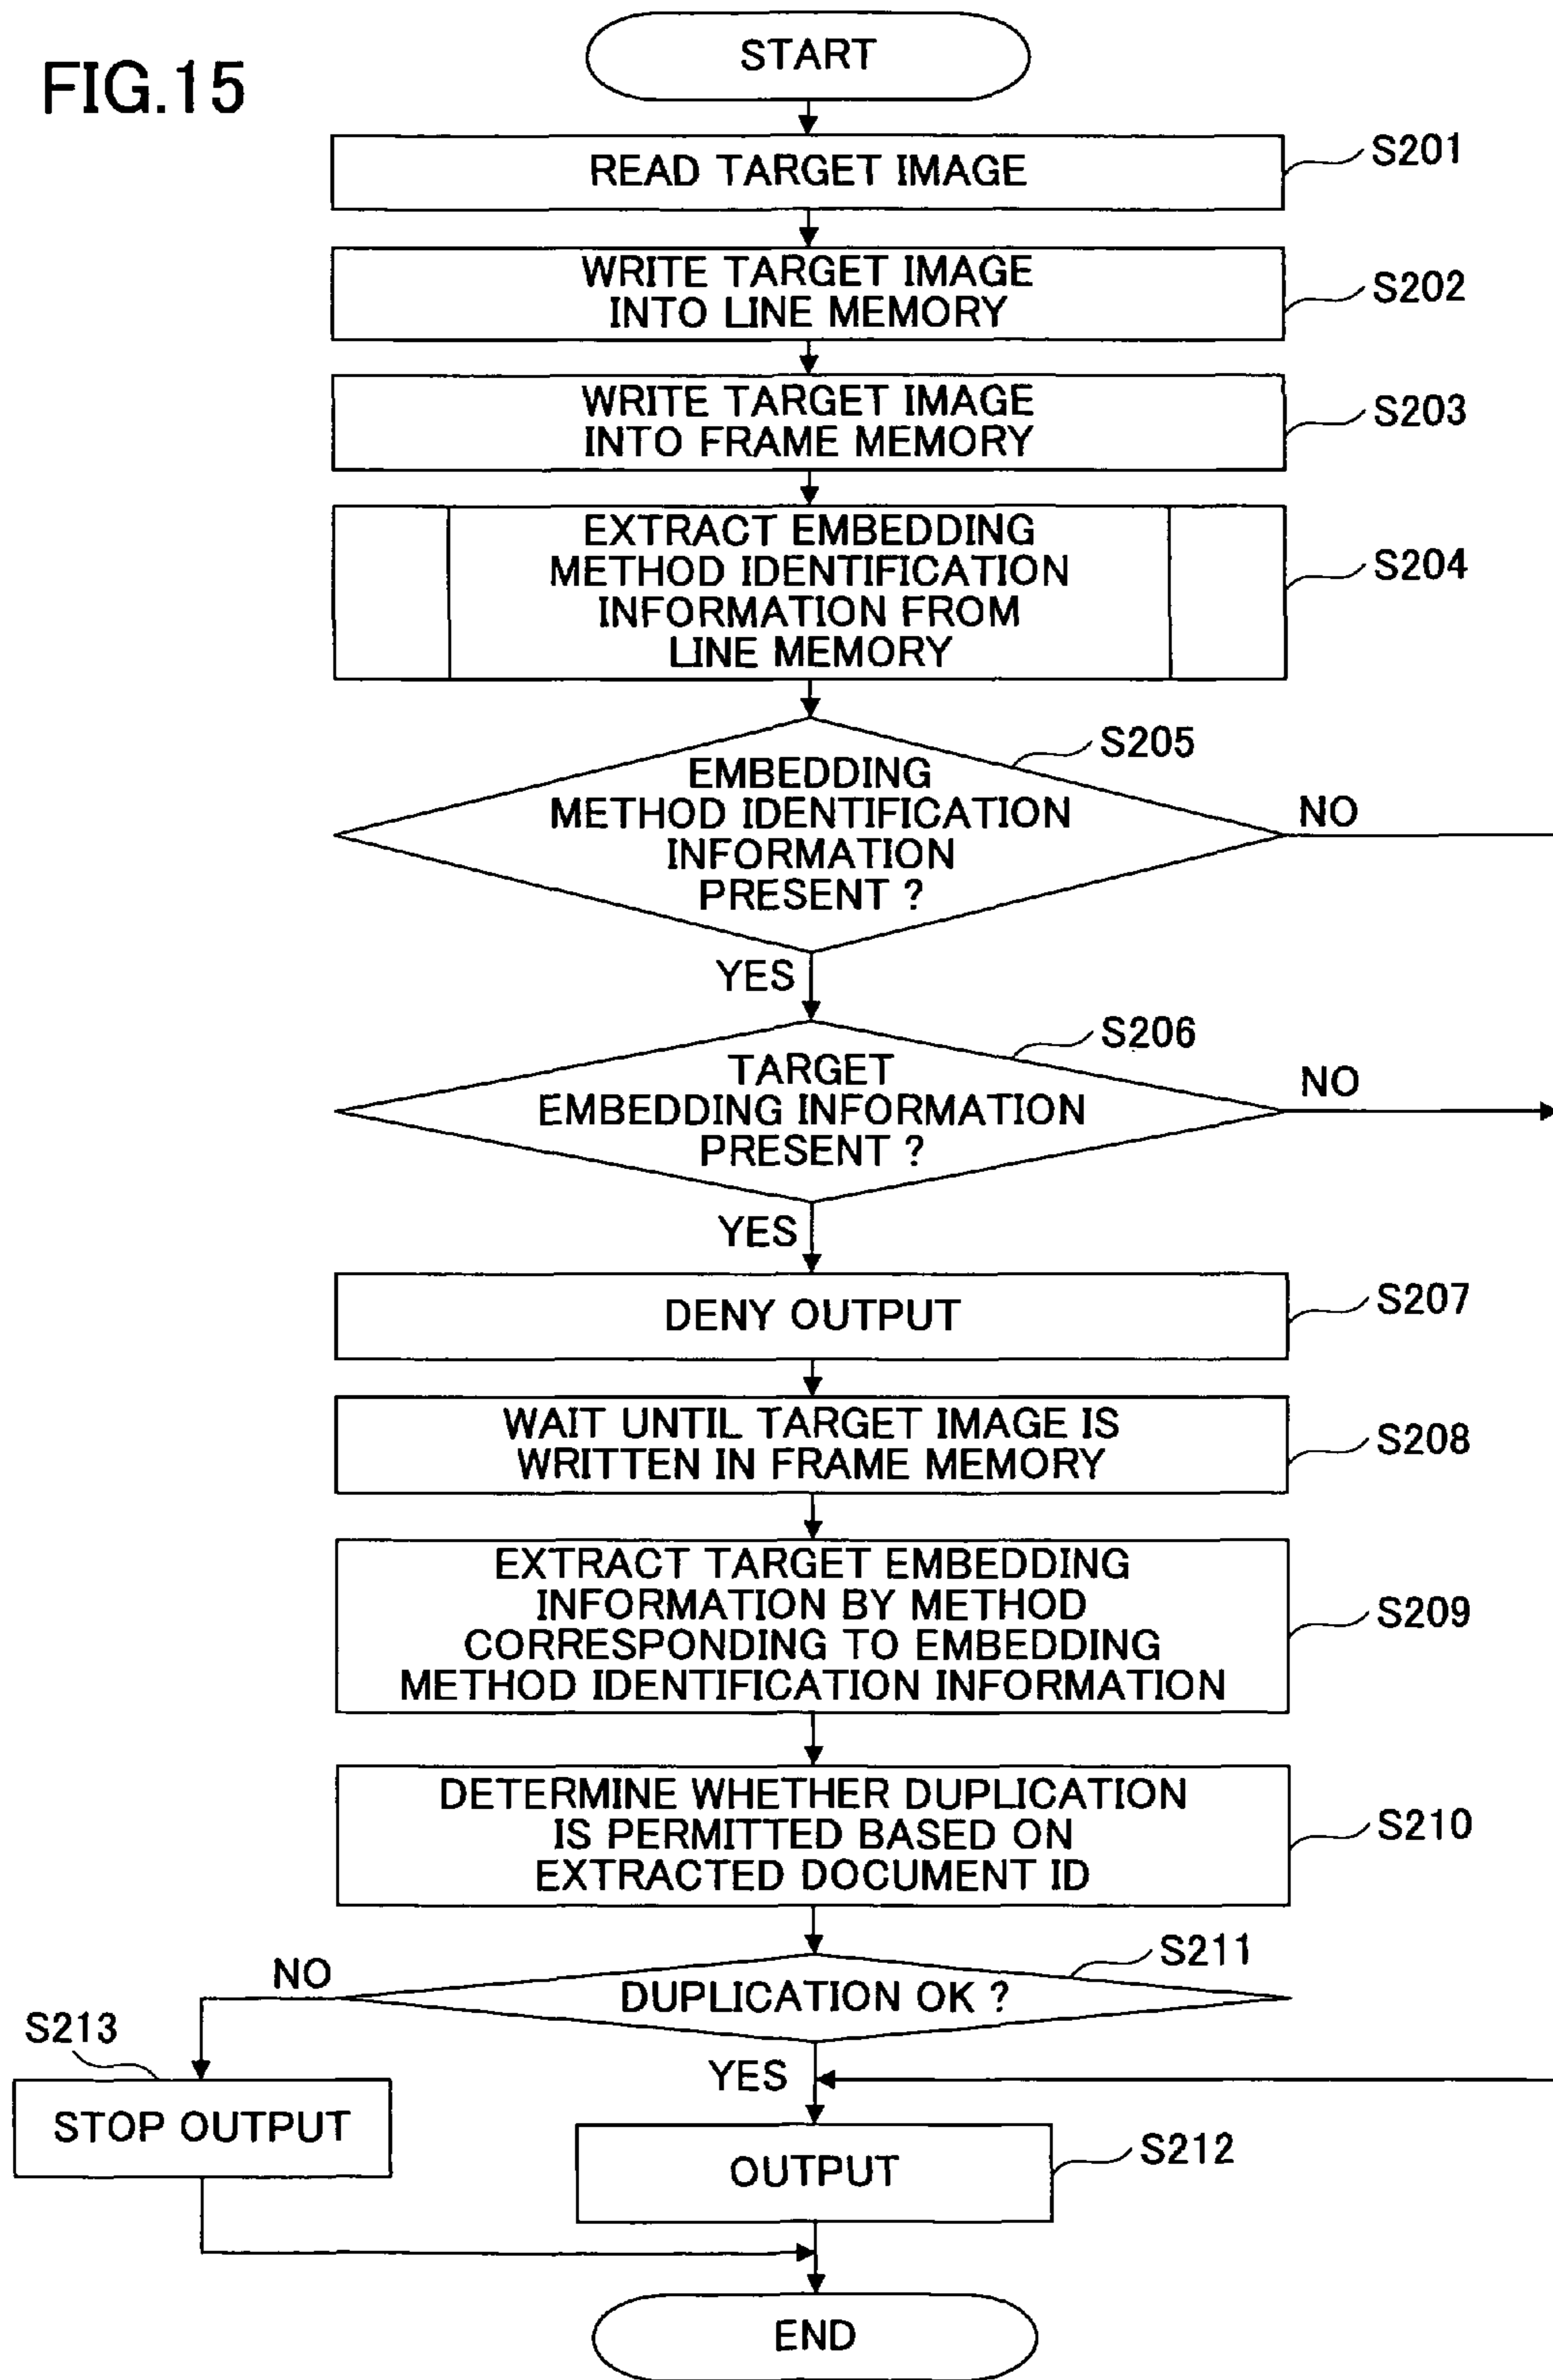 FIG.15
START
READ TARGET IMAGE
S201
WRITE TARGET IMAGE
INTO LINE MEMORY
S202
WRITE TARGET IMAGE
INTO FRAME MEMORY
S203
EXTRACT EMBEDDING
METHOD IDENTIFICATION
INFORMATION FROM
LINE MEMORY
S204
S205
EMBEDDING
METHOD IDENTIFICATION
INFORMATION
PRESENT ?
NO
YES
S206
TARGET
EMBEDDING INFORMATION
PRESENT ?
NO
YES
DENY OUTPUT
S207
WAIT UNTIL TARGET IMAGE IS
WRITTEN IN FRAME MEMORY
S208
EXTRACT TARGET EMBEDDING
INFORMATION BY METHOD
CORRESPONDING TO EMBEDDING
METHOD IDENTIFICATION INFORMATION
S209
DETERMINE WHETHER DUPLICATION
IS PERMITTED BASED ON
EXTRACTED DOCUMENT ID
S210
S211
NO
DUPLICATION OK ?
S213
YES
STOP OUTPUT
OUTPUT
S212
END